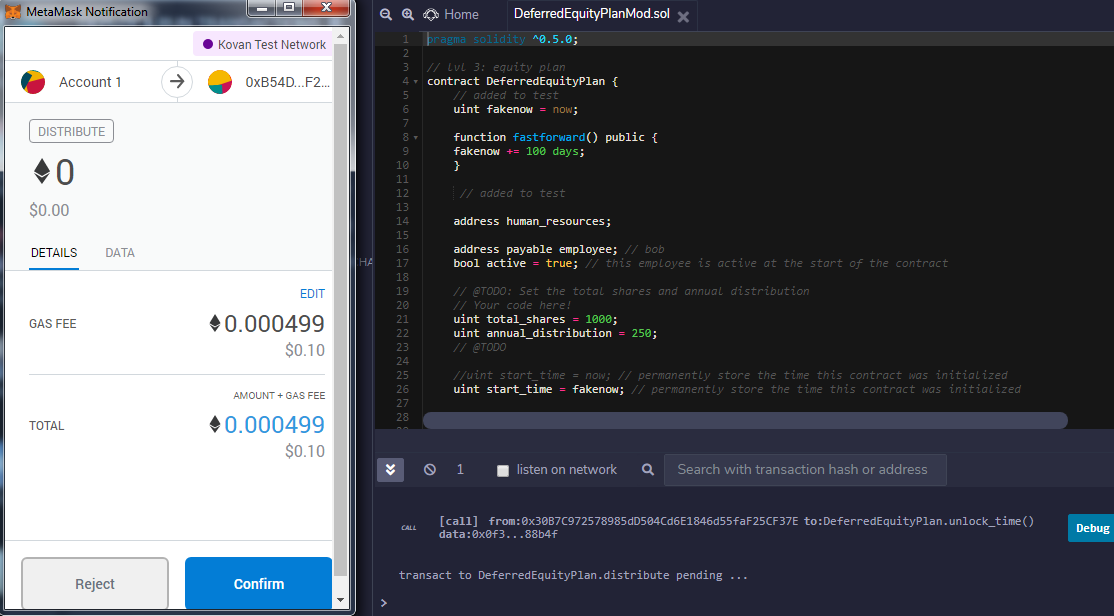 MetaMask Notification
Kovan Test Network
Account 1
0xB54D...F2...
DISTRIBUTE
0
$0.00
DETAILS DATA
EDIT
GAS FEE 0.000499
$0.10
AMOUNT + GAS FEE
TOTAL 0.000499
$0.10
Reject Confirm
HA
Home DeferredEquityPlanMod.sol
1 pragma solidity ^0.5.0;
2
3 // lvl 3: equity plan
4 contract DeferredEquityPlan {
5 // added to test
6 uint fakenow = now;
7
8 function fastforward() public {
9 fakenow += 100 days;
10 }
11
12 // added to test
13
14 address human_resources;
15
16 address payable employee; // bob
17 bool active = true; // this employee is active at the start of the contract
18
19 // @TODO: Set the total shares and annual distribution
20 // Your code here!
21 uint total_shares = 1000;
22 uint annual_distribution = 250;
23 // @TODO
24
25 //uint start_time = now; // permanently store the time this contract was initialized
26 uint start_time = fakenow; // permanently store the time this contract was initialized
27
28
1 listen on network Search with transaction hash or address
CALL [call] from:0x30B7C972578985dD504Cd6E1846d55faF25CF37E to:DeferredEquityPlan.unlock_time()
data:0x0f3...88b4f
Debug
transact to DeferredEquityPlan.distribute pending ...
>